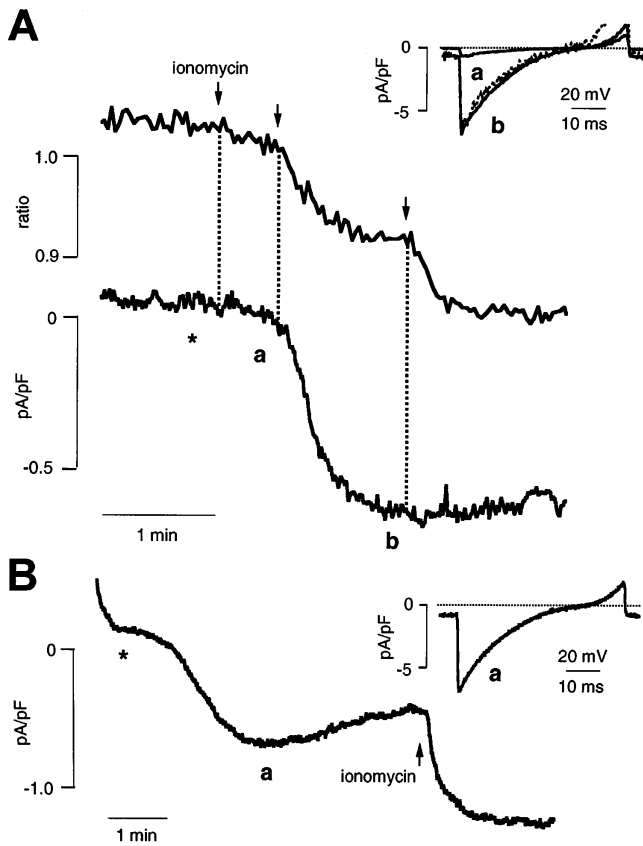 A
ionomycin
1.0
ratio
0.9
0
pA/pF
-0.5
*
a
b
1 min
0
pA/pF
-5
a
b
20 mV
10 ms
B
0
pA/pF
-1.0
*
a
ionomycin
1 min
0
pA/pF
-5
a
20 mV
10 ms